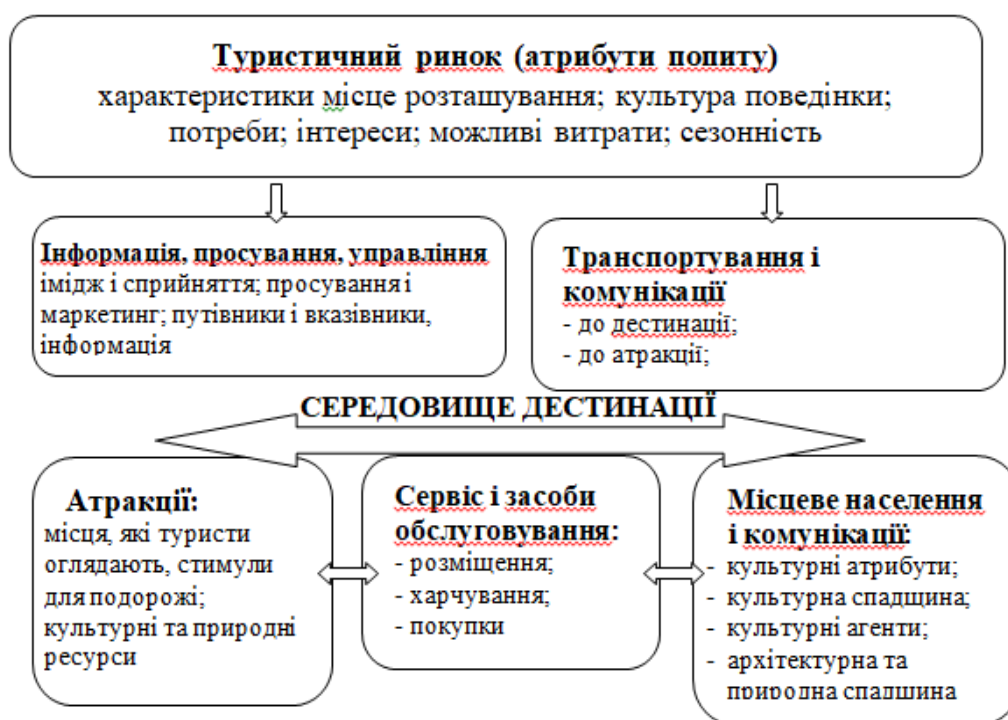 Туристичний ринок (атрибути попиту)
характеристики місце розташування; культура поведінки;
потреби; інтереси; можливі витрати; сезонність
Інформація, просування, управління
імідж і сприйняття; просування і
маркетинг; путівники і вказівники,
інформація
Транспортування і
комунікації
- до дестинації;
- до атракції;
СЕРЕДОВИЩЕ ДЕСТИНАЦІЇ
Атракції:
місця, які туристи
оглядають, стимули
для подорожі;
культурні та природні
ресурси
Сервіс і засоби
обслуговування:
- розміщення;
- харчування;
- покупки
Місцеве населення
і комунікації:
- культурні атрибути;
- культурна спадщина;
- культурні агенти;
- архітектурна та
природна спадщина